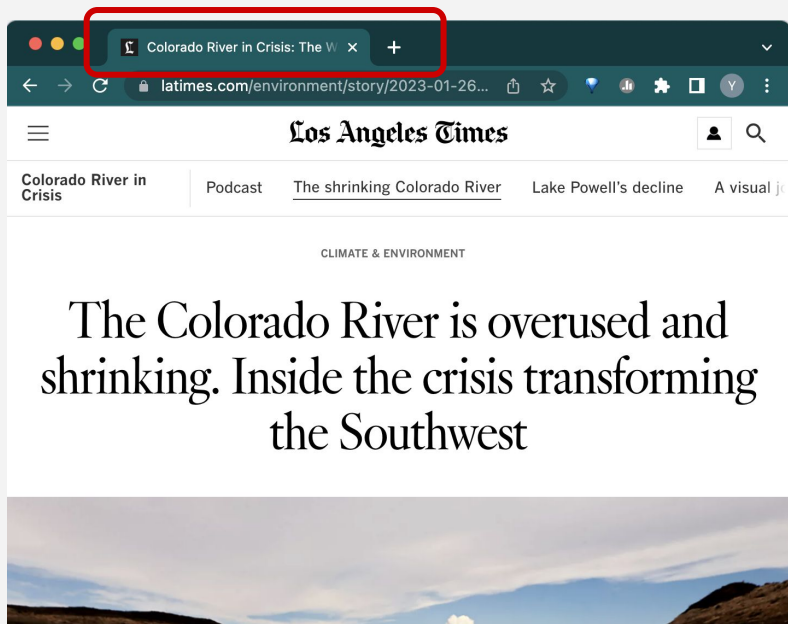 Colorado River in Crisis: The W
latimes.com/environment/story/2023-01-26...
Y
Los Angeles Times
Colorado River in
Crisis
Podcast
The shrinking Colorado River
Lake Powell's decline
A visual
CLIMATE & ENVIRONMENT
The Colorado River is overused and
shrinking. Inside the crisis transforming
the Southwest